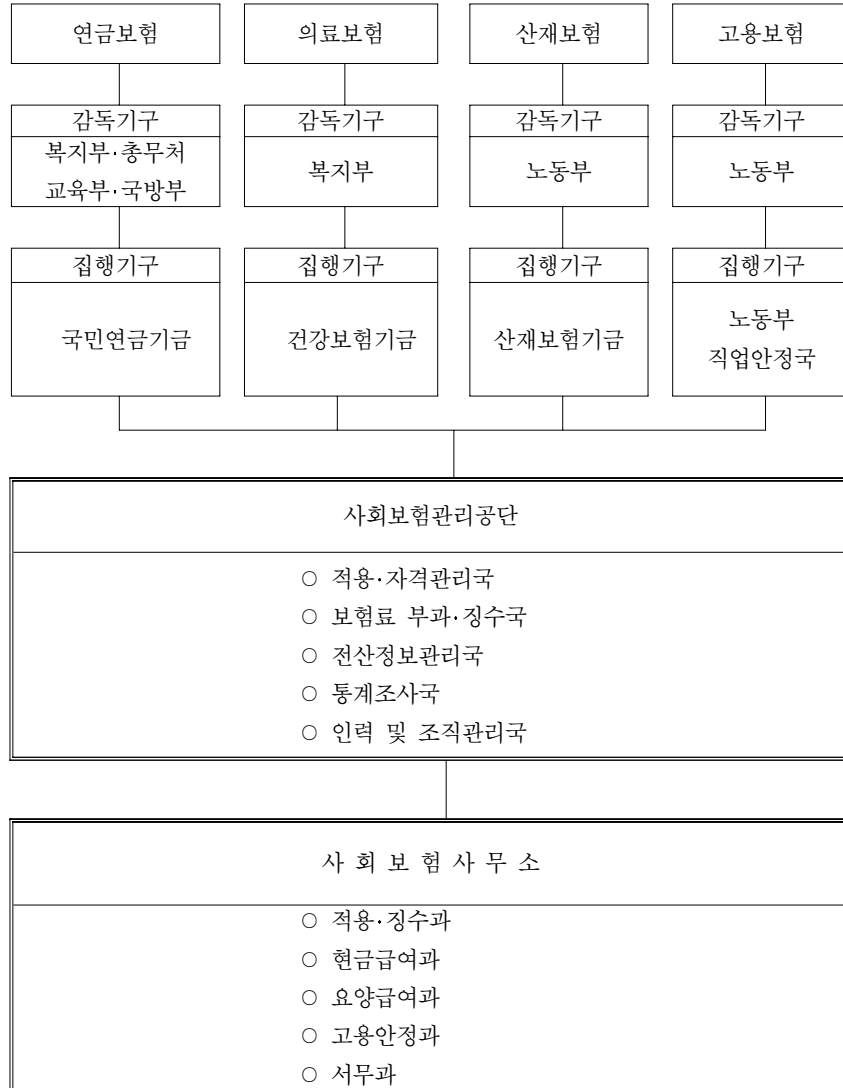 연금보험
의료보험
산재보험
고용보험
감독기구
복지부·총무처
교육부·국방부
감독기구
복지부
감독기구
노동부
감독기구
노동부
집행기구
국민연금기금
집행기구
건강보험기금
집행기구
산재보험기금
집행기구
노동부
직업안정국
사회보험관리공단
○ 적용·자격관리국
○ 보험료 부과·징수국
○ 전산정보관리국
○ 통계조사국
○ 인력 및 조직관리국
사 회 보 험 사 무 소
○ 적용·징수과
○ 현금급여과
○ 요양급여과
○ 고용안정과
○ 서무과